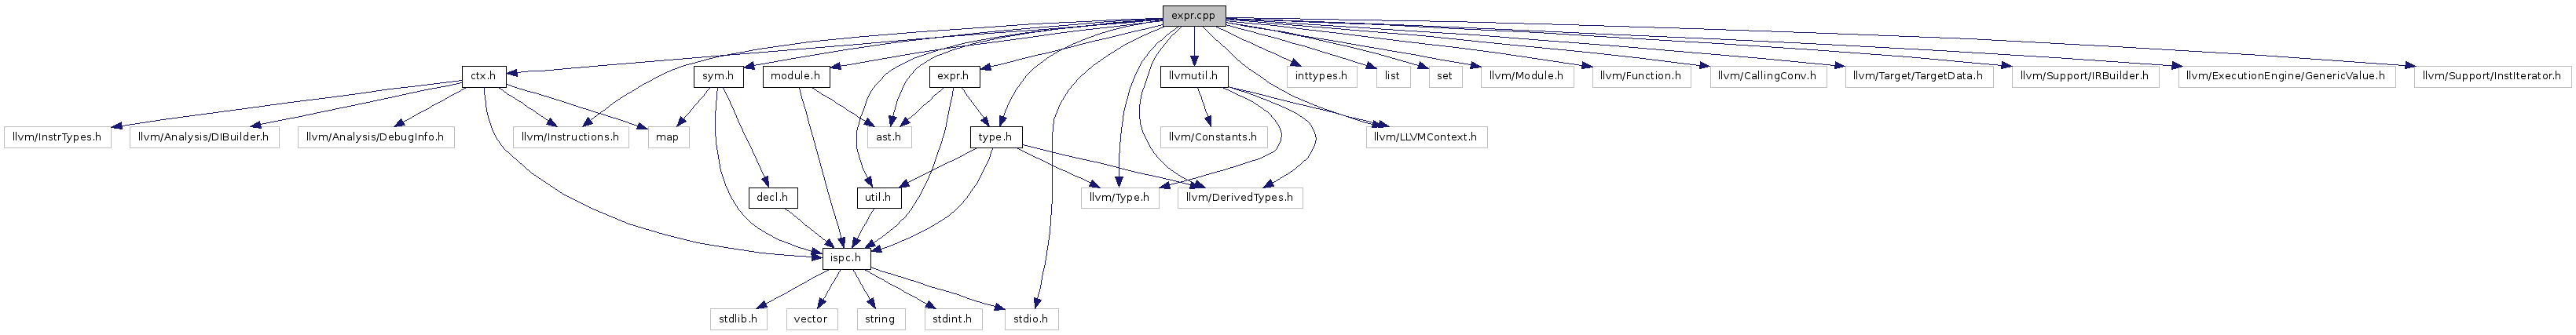 expr.cpp
ctx.h
sym.h
module.h
expr.h
llvmutil.h
inttypes.h
list
set
llvm/Module.h
llvm/Function.h
llvm/CallingConv.h
llvm/Target/TargetData.h
llvm/Support/IRBuilder.h
llvm/ExecutionEngine/GenericValue.h
llvm/Support/InstIterator.h
llvm/InstrTypes.h
llvm/Analysis/DIBuilder.h
llvm/Analysis/DebugInfo.h
llvm/Instructions.h
map
ast.h
type.h
llvm/Constants.h
llvm/LLVMContext.h
decl.h
util.h
llvm/Type.h
llvm/DerivedTypes.h
ispc.h
stdlib.h
vector
string
stdint.h
stdio.h